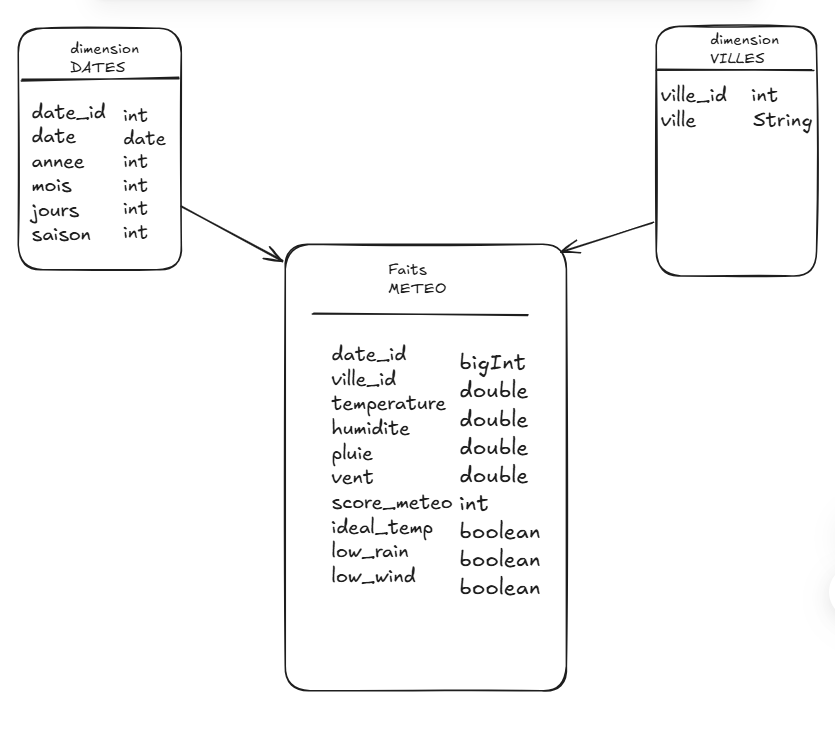 dimension
DATES
date_id int
date date
annee int
mois int
jours int
saison int
dimension
VILLES
ville_id int
ville String
Faits
METEO
date_id bigInt
ville_id double
temperature double
humidite double
pluie double
vent
score_meteo int
ideal_temp boolean
low_rain boolean
low_wind boolean